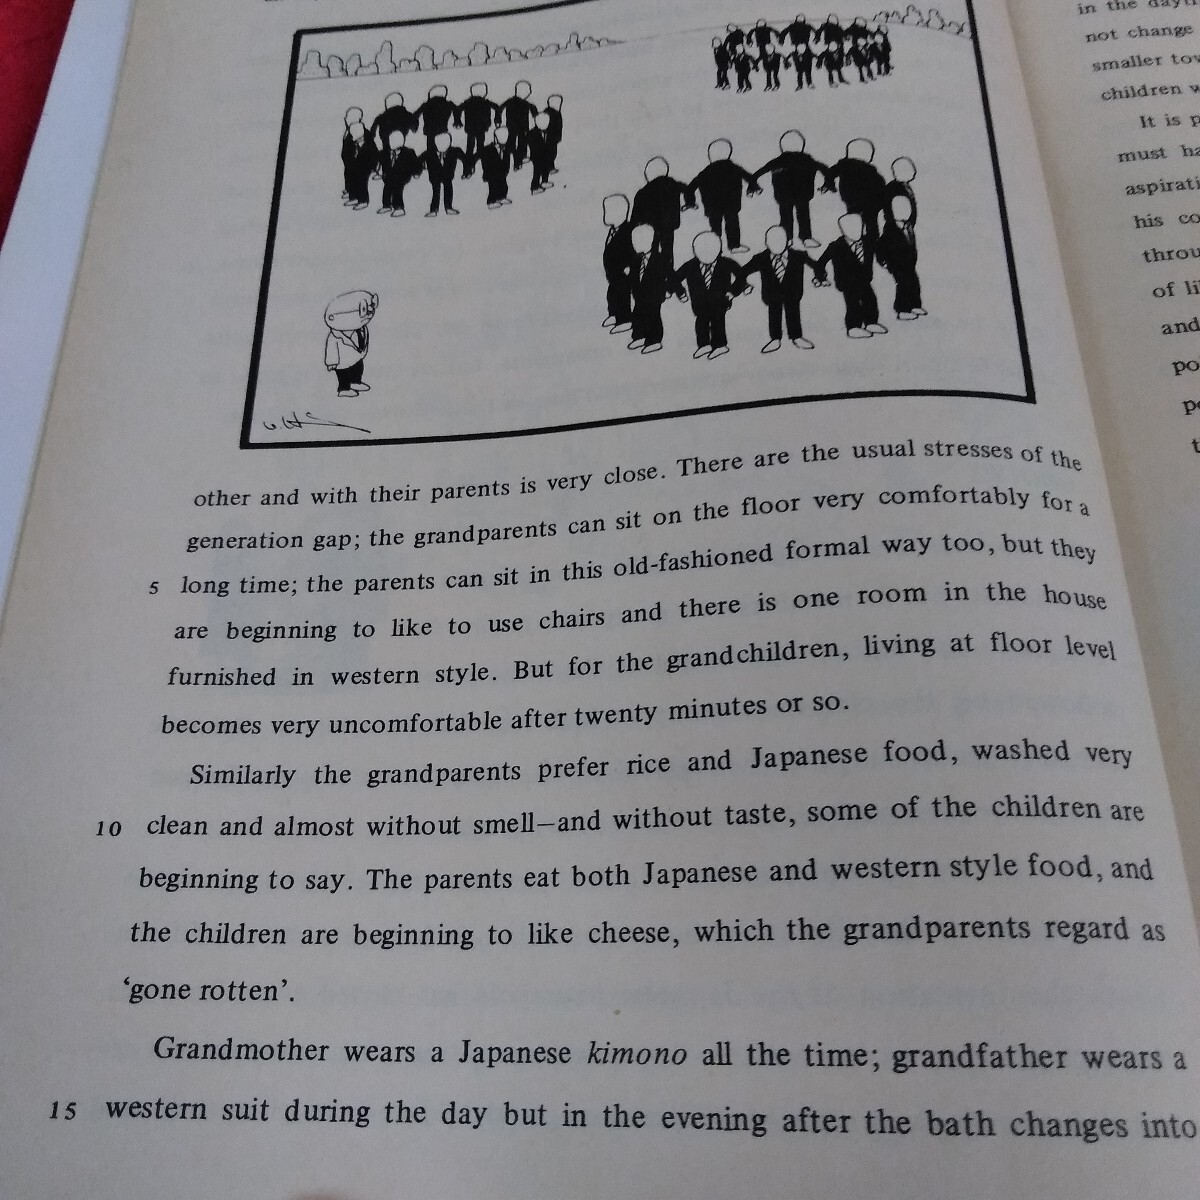 other and with their parents is very close. There are the usual stresses of the
generation gap; the grandparents can sit on the floor very comfortably for a
5 long time; the parents can sit in this old-fashioned formal way too, but they
are beginning to like to use chairs and there is one room in the house
furnished in western style. But for the grandchildren, living at floor level
becomes very uncomfortable after twenty minutes or so.
Similarly the grandparents prefer rice and Japanese food, washed very
10 clean and almost without smell—and without taste, some of the children are
beginning to say. The parents eat both Japanese and western style food, and
the children are beginning to like cheese, which the grandparents regard as
‘gone rotten’.
Grandmother wears a Japanese kimono all the time; grandfather wears a
15 western suit during the day but in the evening after the bath changes into
in the
not change
smaller
children
It is
must
his
of
and